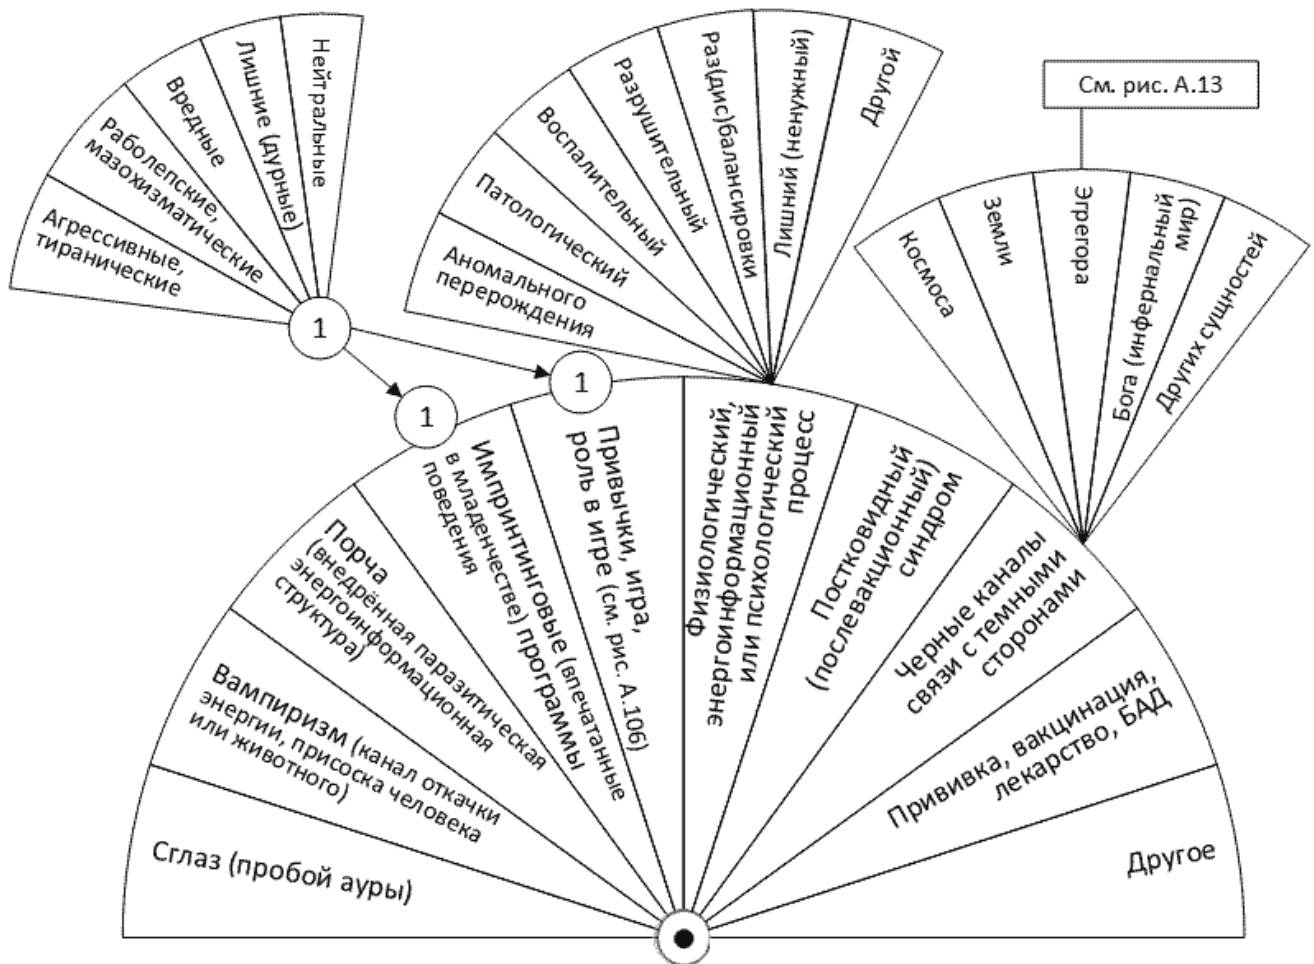 Агрессивные,
тиранические
Раболепские,
мазохизматические
Вредные
Лишние (дурные)
Нейтральные
1
Аномального
перерождения
Патологический
Воспалительный
Разрушительный
Раз(дис)балансировки
Лишний (ненужный)
Другой
См. рис. А.13
Космоса
Земли
Эгрегора
Бога (инфернальный
мир)
Других сущностей
1
1
Сглаз (пробой ауры)
Вампиризм (канал откачки
энергии, присоска человека
или животного)
Порча
(внедрённая паразитическая
энергоинформационная
структура)
Импринтинговые (впечатанные
в младенчестве) программы
поведения
Привычки, игра,
роль в игре (см. рис. А.106)
Физиологический,
энергоинформационный
или психологический
процесс
Постковидный
(послевакционный)
синдром
Черные каналы
связи с темными
сторонами
Прививка, вакцинация,
лекарство, БАД
Другое